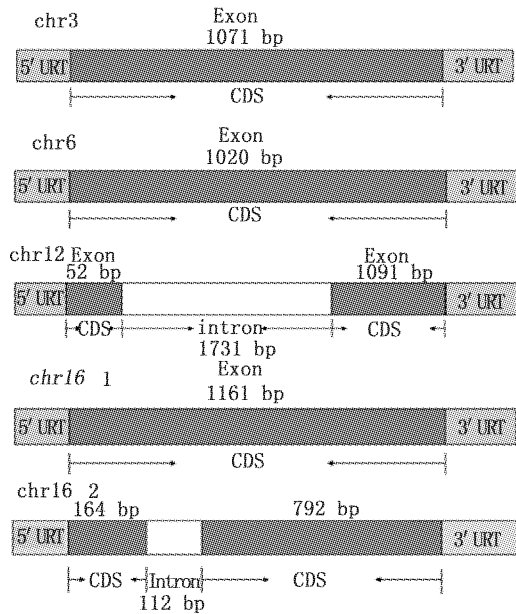 chr3
Exon
1071 bp
5' URT
3' URT
CDS
chr6
Exon
1020 bp
5' URT
3' URT
CDS
chr12 Exon Exon
52 bp 1091 bp
5' URT
3' URT
CDS intron CDS
1731 bp
chr16 1
Exon
1161 bp
5' URT
3' URT
CDS
chr16 2
164 bp 792 bp
5' URT
3' URT
CDS Intron CDS
112 bp